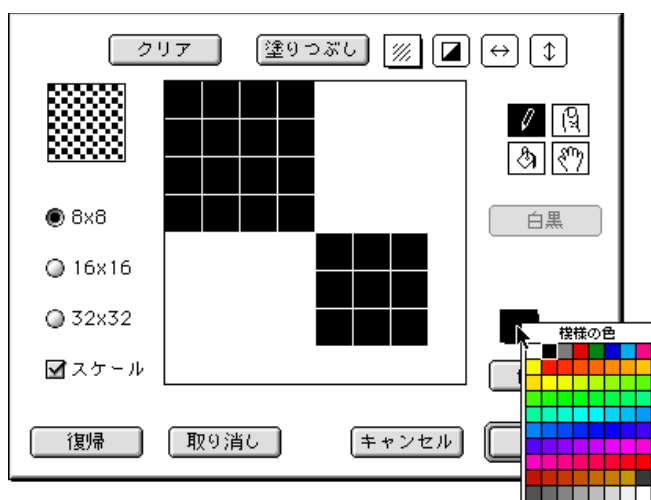 クリア
塗りつぶし
8x8
16x16
32x32
スケール
白黒
模様の色
復帰
取り消し
キャンセル